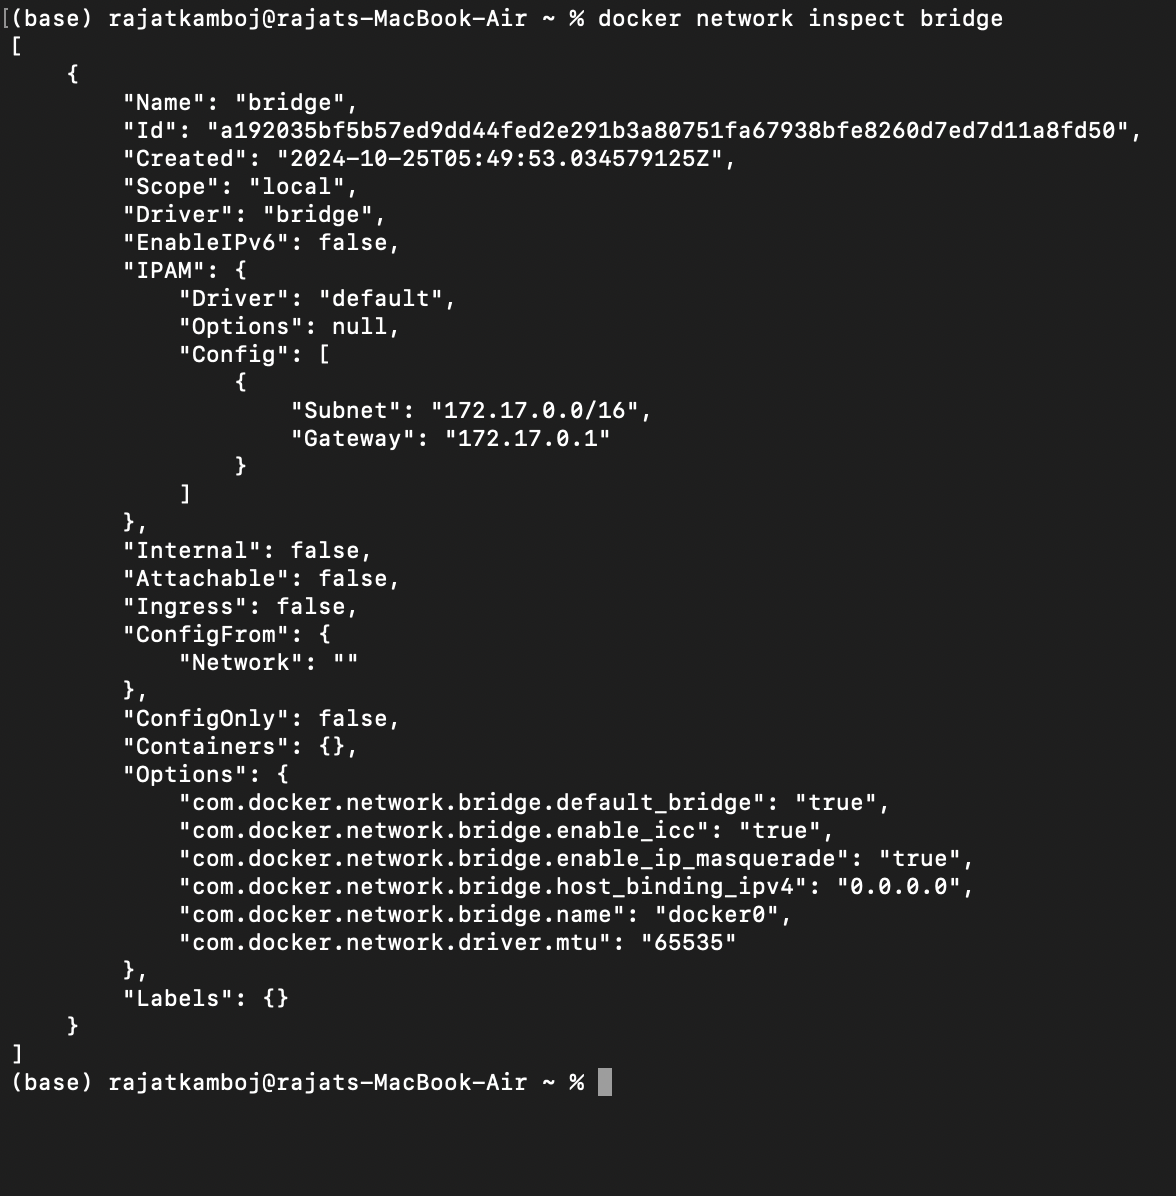 [(base) rajatkamboj@rajats-MacBook-Air ~ % docker network inspect bridge
[
    {
        "Name": "bridge",
        "Id": "a192035bf5b57ed9dd44fed2e291b3a80751fa67938bfe8260d7ed7d11a8fd50",
        "Created": "2024-10-25T05:49:53.034579125Z",
        "Scope": "local",
        "Driver": "bridge",
        "EnableIPv6": false,
        "IPAM": {
            "Driver": "default",
            "Options": null,
            "Config": [
                {
                    "Subnet": "172.17.0.0/16",
                    "Gateway": "172.17.0.1"
                }
            ]
        },
        "Internal": false,
        "Attachable": false,
        "Ingress": false,
        "ConfigFrom": {
            "Network": ""
        },
        "ConfigOnly": false,
        "Containers": {},
        "Options": {
            "com.docker.network.bridge.default_bridge": "true",
            "com.docker.network.bridge.enable_icc": "true",
            "com.docker.network.bridge.enable_ip_masquerade": "true",
            "com.docker.network.bridge.host_binding_ipv4": "0.0.0.0",
            "com.docker.network.bridge.name": "docker0",
            "com.docker.network.driver.mtu": "65535"
        },
        "Labels": {}
    }
]
(base) rajatkamboj@rajats-MacBook-Air ~ %